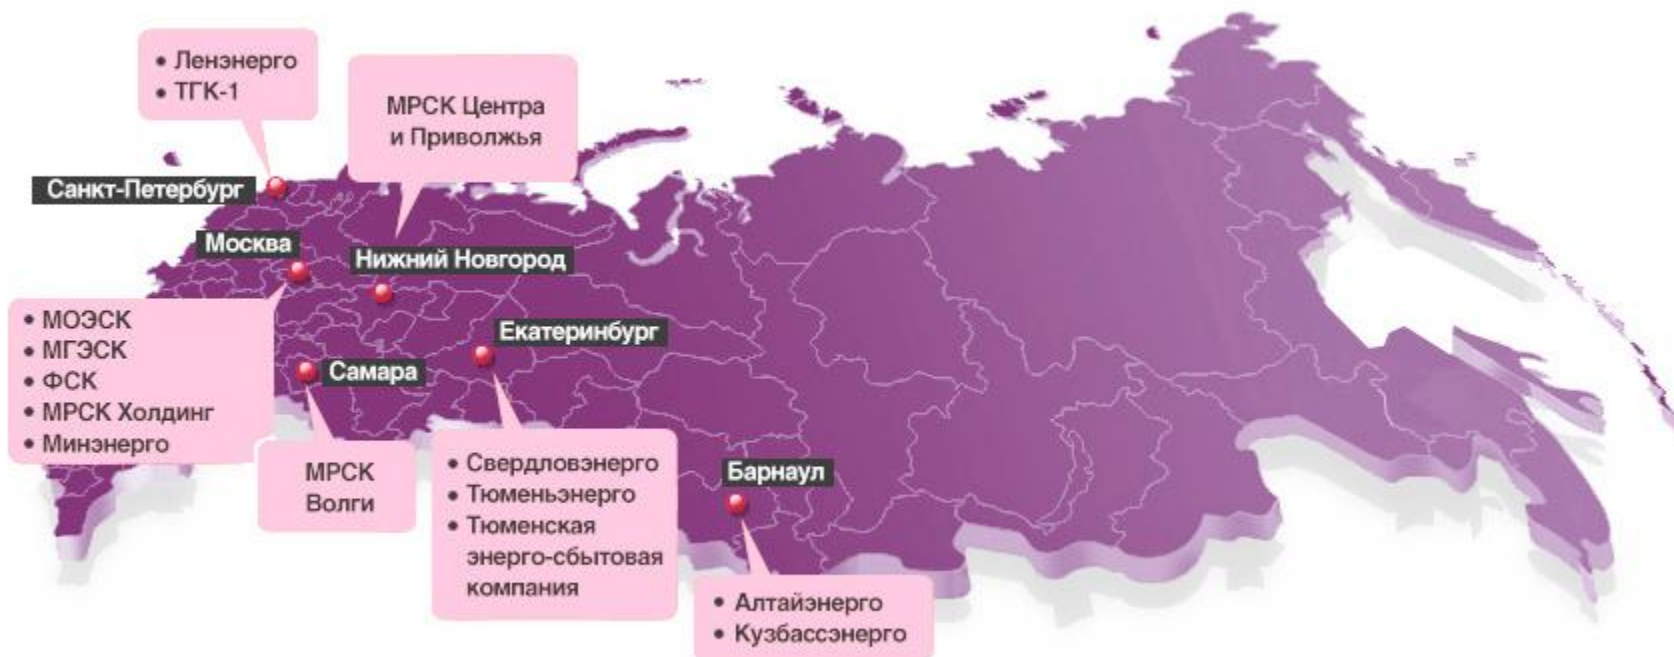 • Ленэнерго
• ТГК-1
МРСК Центра
и Приволжья
Санкт-Петербург
Москва
Нижний Новгород
• МОЭСК
• МГЭСК
• ФСК
• МРСК Холдинг
• Минэнерго
Екатеринбург
Самара
МРСК
Волги
• Свердловэнерго
• Тюменьэнерго
• Тюменская
энерго-сбытовая
компания
Барнаул
• Алтайэнерго
• Кузбассэнерго